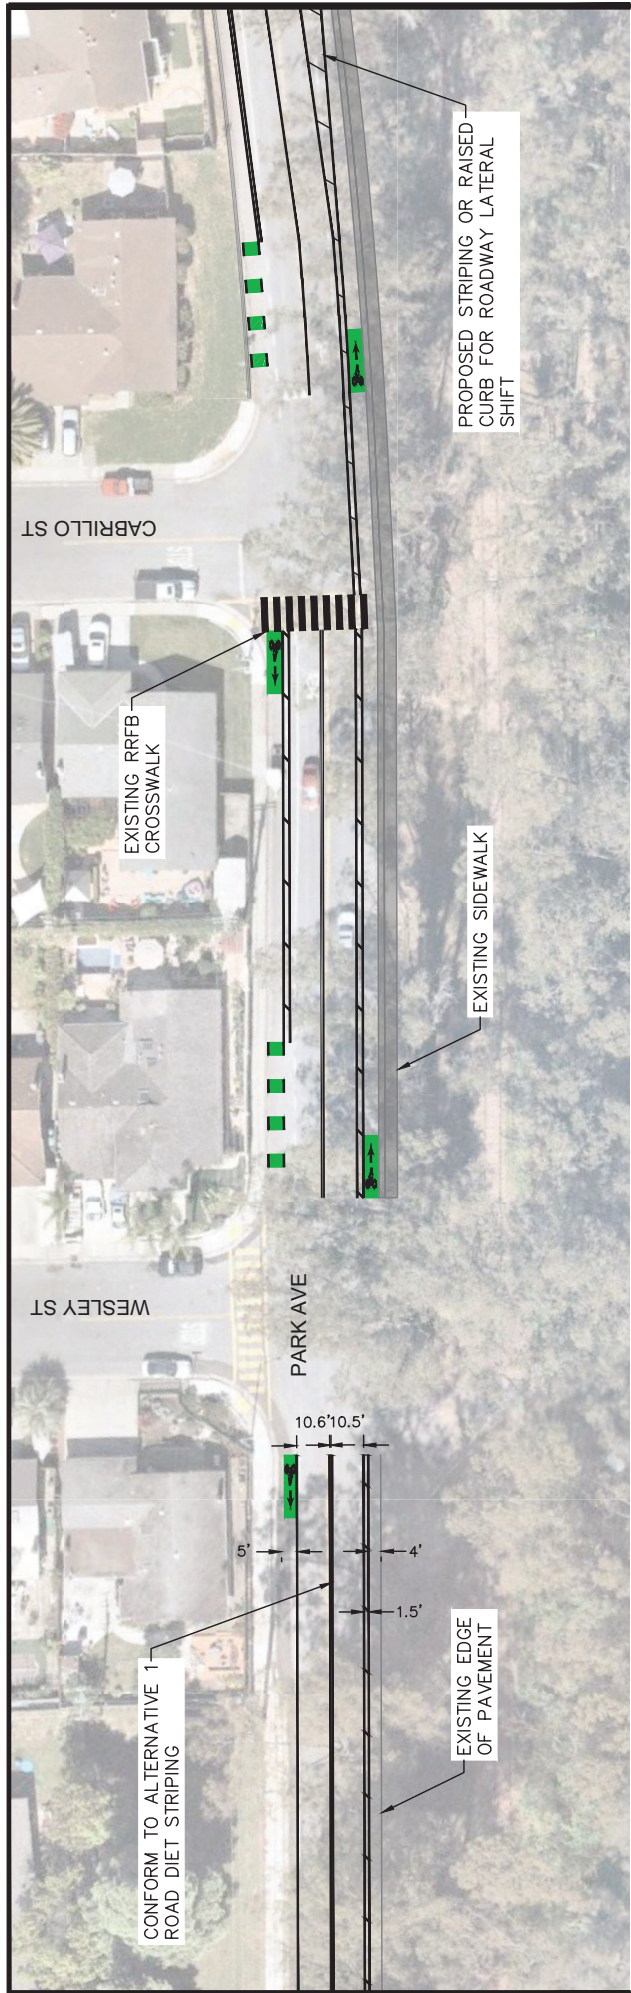 CONFORM TO ALTERNATIVE 1
ROAD DIET STRIPING
WESLEY ST
EXISTING RRFB
CROSSWALK
CABRILLO ST
5'
10.6'
10.5'
PARK AVE
4'
1.5'
EXISTING EDGE
OF PAVEMENT
EXISTING SIDEWALK
PROPOSED STRIPING OR RAISED
CURB FOR ROADWAY LATERAL
SHIFT